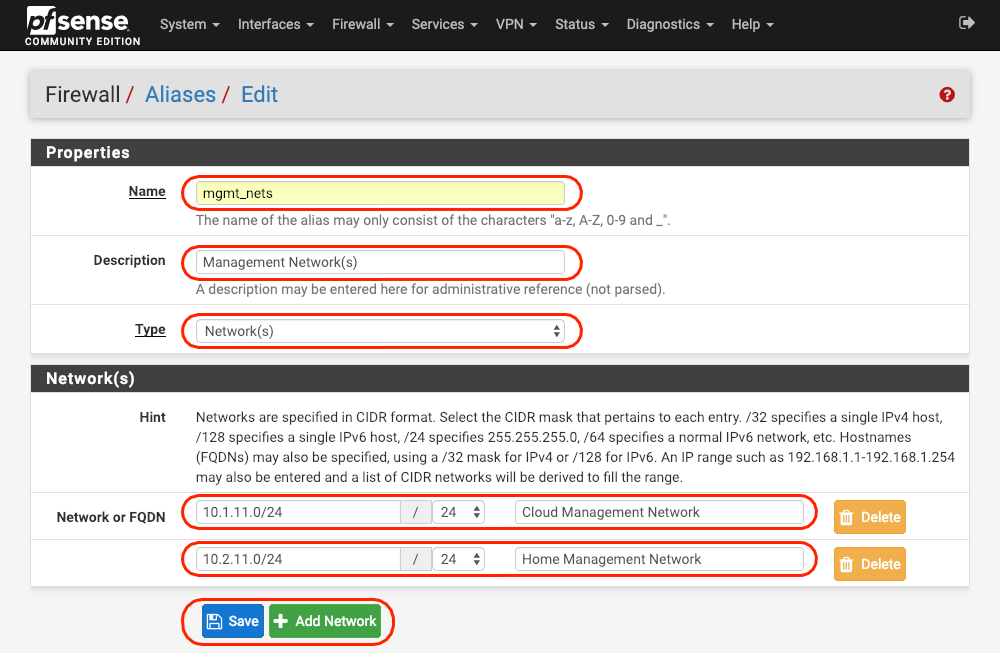 pfsense
COMMUNITY EDITION
System Interfaces Firewall Services VPN Status Diagnostics Help
Firewall / Aliases / Edit
Properties
Name
mgmt_nets
The name of the alias may only consist of the characters "a-z, A-Z, 0-9 and _".
Description
Management Network(s)
A description may be entered here for administrative reference (not parsed).
Type
Network(s)
Network(s)
Hint
Networks are specified in CIDR format. Select the CIDR mask that pertains to each entry. /32 specifies a single IPv4 host,
/128 specifies a single IPv6 host, /24 specifies 255.255.255.0, /64 specifies a normal IPv6 network, etc. Hostnames
(FQDNs) may also be specified, using a /32 mask for IPv4 or /128 for IPv6. An IP range such as 192.168.1.1-192.168.1.254
may also be entered and a list of CIDR networks will be derived to fill the range.
Network or FQDN
10.1.11.0/24 / 24 Cloud Management Network Delete
10.2.11.0/24 / 24 Home Management Network Delete
Save Add Network